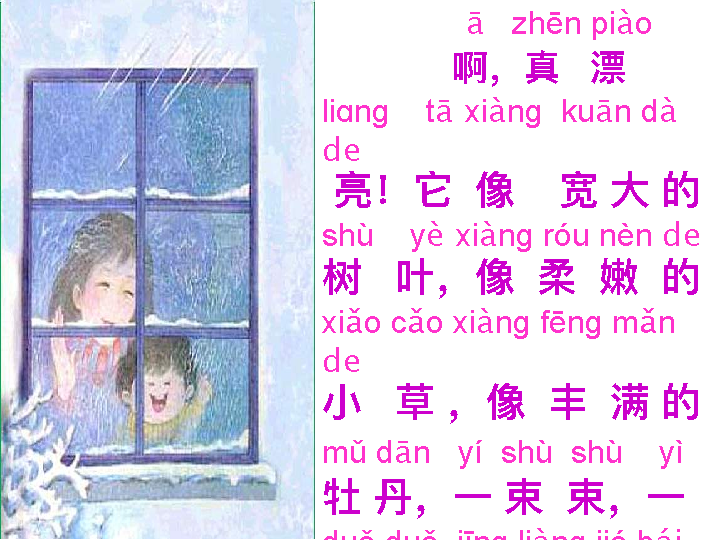 ā zhēn piào
啊，真 漂
liɑng tā xiàng kuān dà
de
亮！它 像 宽 大 的
shù yè xiàng róu nèn de
树 叶，像 柔 嫩 的
xiǎo cǎo xiàng fēng mǎn
de
小 草，像 丰 满 的
mǔ dān yí shù shù yì
牡 丹，一 束 束，一